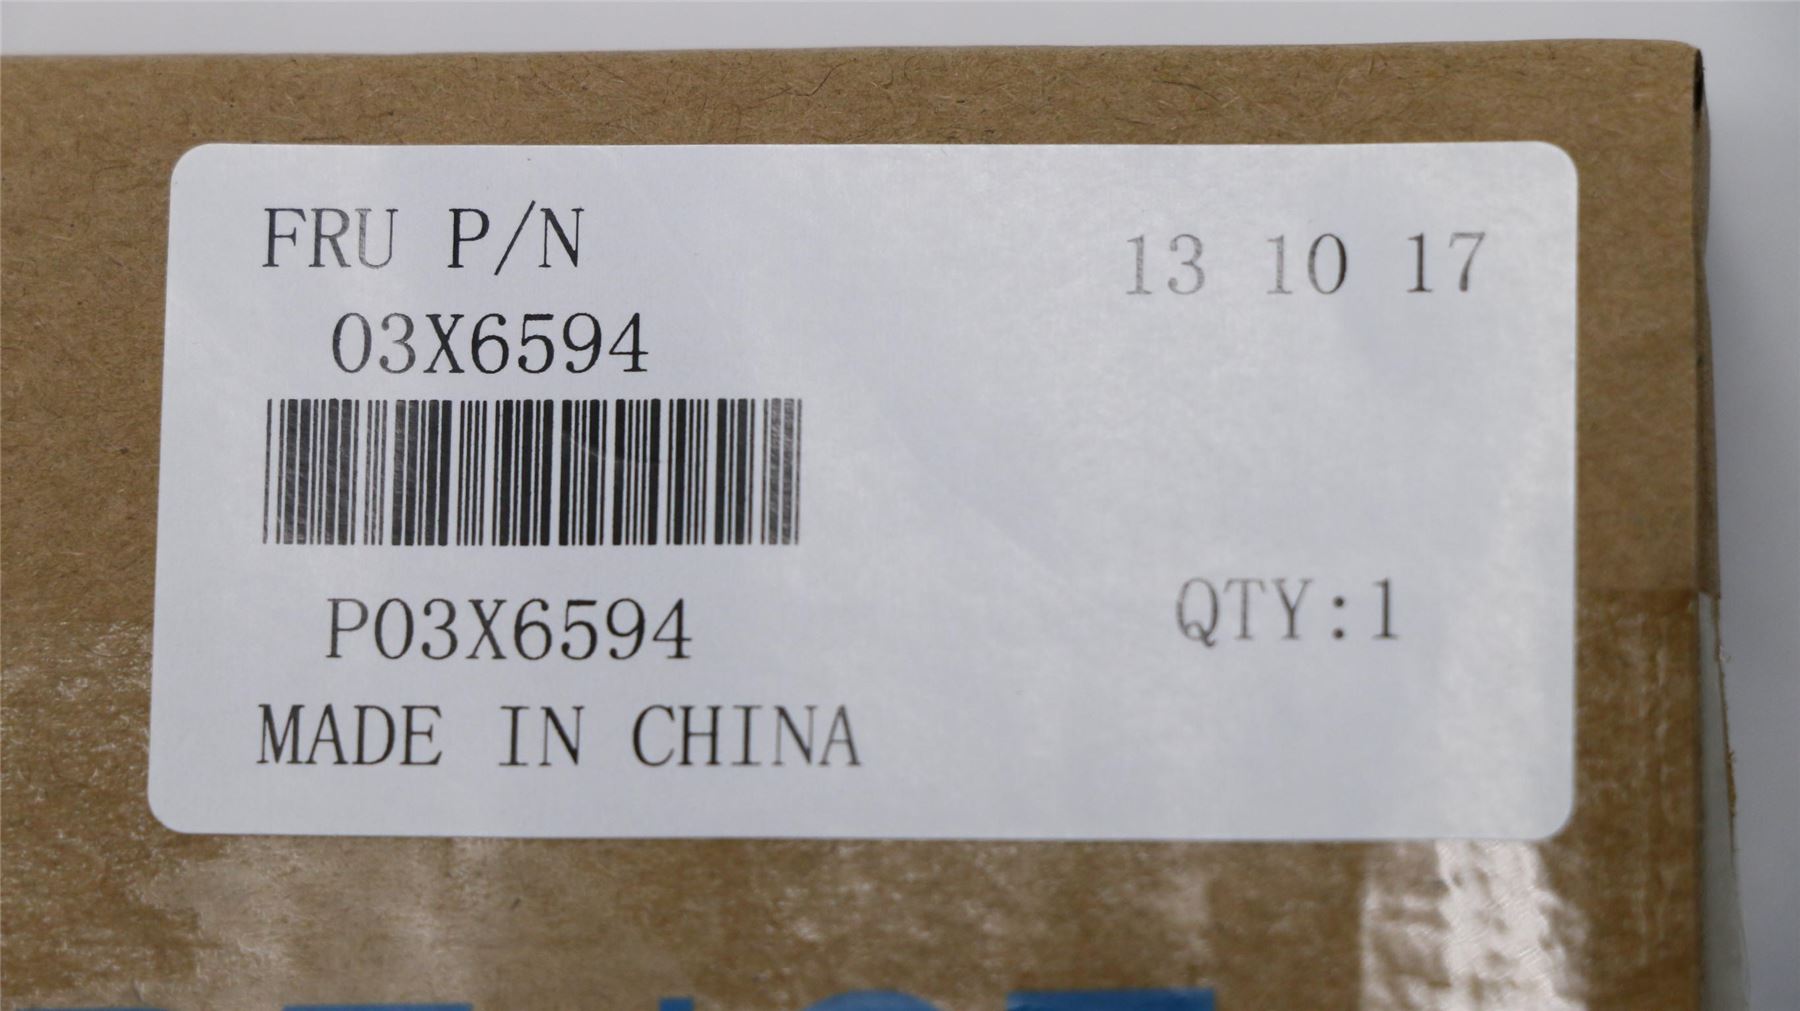 FRU P/N
13 10 17
03X6594
P03X6594
QTY:1
MADE IN CHINA